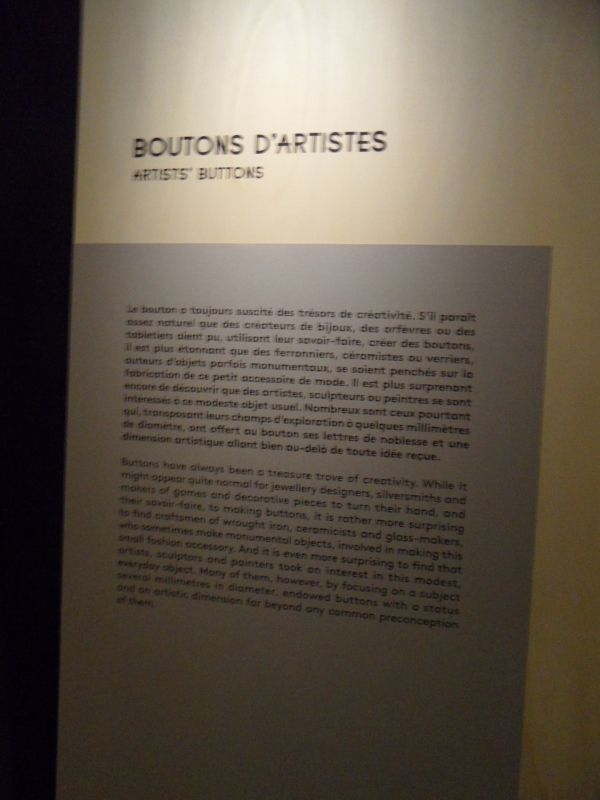 BOUTONS D'ARTISTES
ARTISTS' BUTTONS
Le bouton a toujours suscité des trésors de créativité. S'il paraît
assez naturel que des créateurs de bijoux, des orfèvres ou des
tabletiers aient pu, utilisant leur savoir-faire, créer des boutons,
il est plus étonnant que des ferronniers, céramistes ou verriers,
auteurs d'objets parfois monumentaux, se soient penchés sur la
fabrication de ce petit accessoire de mode. Il est plus surprenant
encore de découvrir que des artistes, sculpteurs ou peintres se sont
intéressés à ce modeste objet usuel. Nombreux sont ceux pourtant
qui, transposant leurs champs d'exploration à quelques millimètres
de diamètre, ont offert au bouton ses lettres de noblesse et une
dimension artistique allant bien au-delà de toute idée reçue.
Buttons have always been a treasure trove of creativity. While it
might appear quite normal for jewellery designers, silversmiths and
makers of games and decorative pieces to turn their hand, and
their savoir-faire, to making buttons, it is rather more surprising
to find craftsmen of wrought iron, ceramicists and glass-makers,
who sometimes make monumental objects, involved in making this
small fashion accessory. And it is even more surprising to find that
artists, sculptors and painters took an interest in this modest,
everyday object. Many of them, however, by focusing on a subject
several millimetres in diameter, endowed buttons with a status
and an artistic dimension far beyond any common preconception
of them.